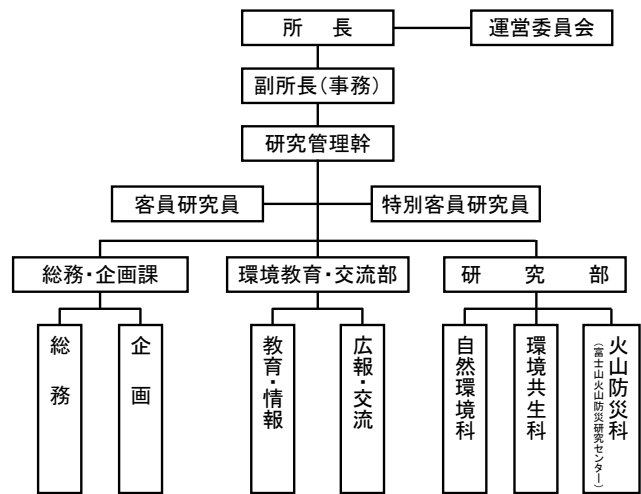 所　長
運営委員会
副所長(事務)
研究管理幹
客員研究員
特別客員研究員
総務・企画課
環境教育・交流部
研　究　部
総　務
企　画
教育・情報
広報・交流
自然環境科
環境共生科
火山防災科
（富士山火山防災研究センター）